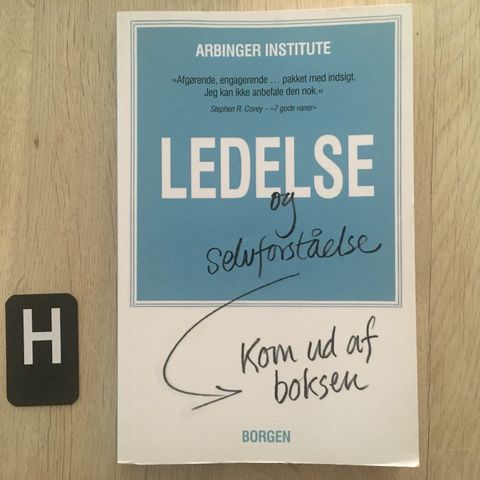 ARBINGER INSTITUTE
»Afgørende, engagerende ... pakket med indsigt.
Jeg kan ikke anbefale den nok.«
Stephen R. Covey – »7 gode vaner«
LEDELSE
og
selvforståelse
Kom ud af
boksen
BORGEN
H